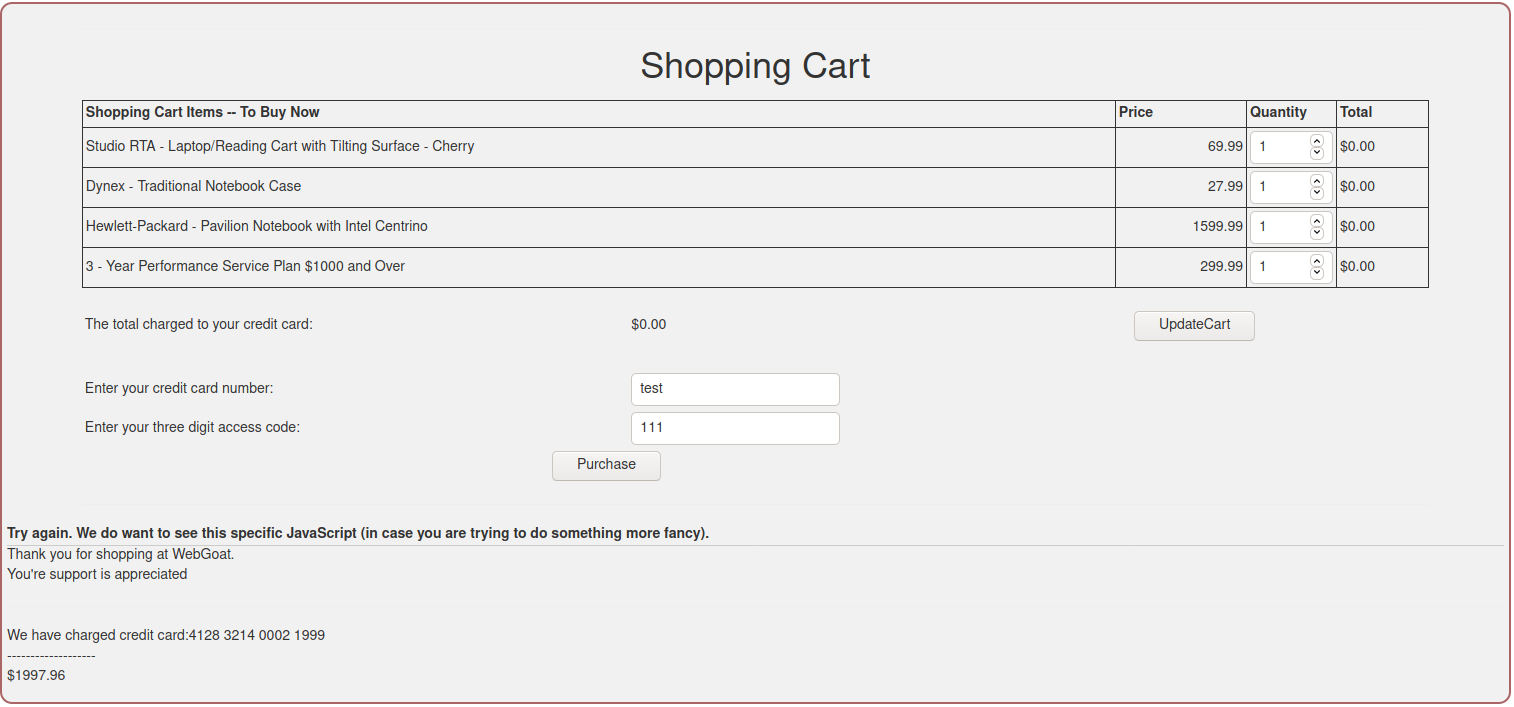 Shopping Cart
Shopping Cart Items -- To Buy Now Price Quantity Total
Studio RTA - Laptop/Reading Cart with Tilting Surface - Cherry 69.99 1 $0.00
Dynex - Traditional Notebook Case 27.99 1 $0.00
Hewlett-Packard - Pavilion Notebook with Intel Centrino 1599.99 1 $0.00
3 - Year Performance Service Plan $1000 and Over 299.99 1 $0.00
The total charged to your credit card: $0.00 UpdateCart
Enter your credit card number: test
Enter your three digit access code: 111
Purchase
Try again. We do want to see this specific JavaScript (in case you are trying to do something more fancy).
Thank you for shopping at WebGoat.
You're support is appreciated
We have charged credit card:4128 3214 0002 1999
-------------------
$1997.96